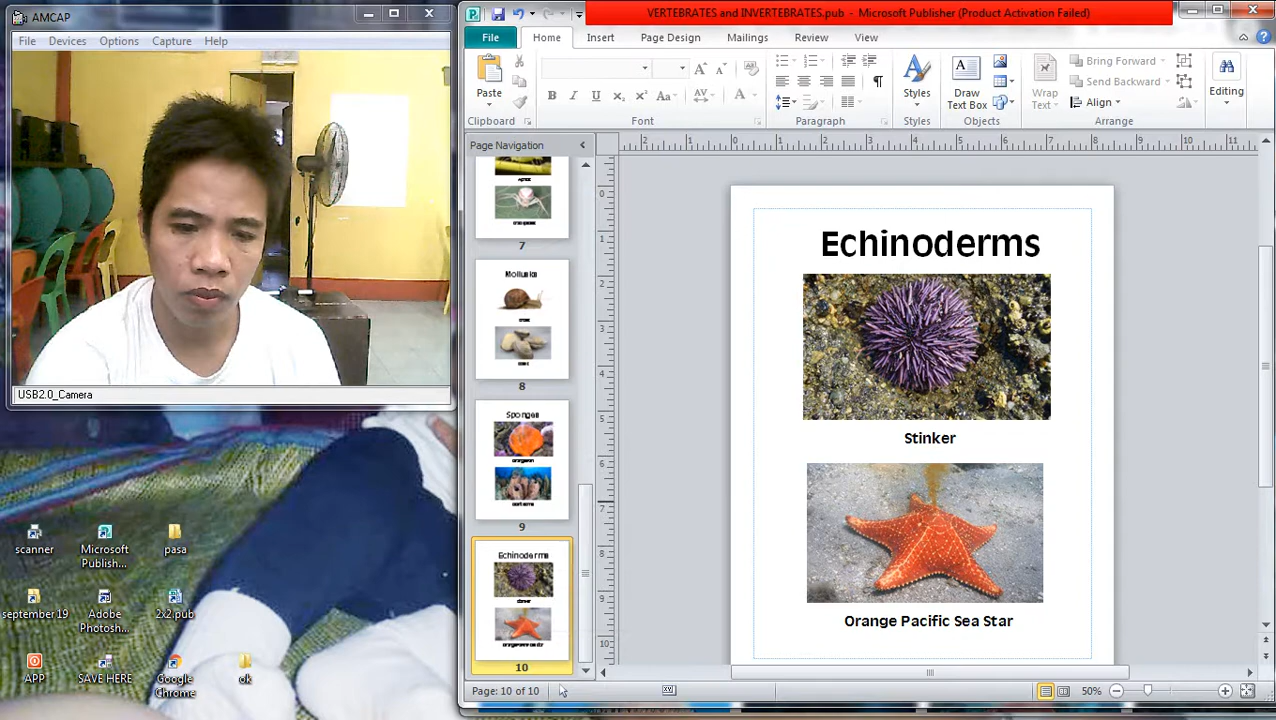 AMCAP
File Devices Options Capture Help
USB2.0_Camera
scanner
Microsoft Publish...
pasa
september 19
Adobe Photosh...
2x2.pub
APP
SAVE HERE
Google Chrome
ok
VERTEBRATES and INVERTEBRATES.pub - Microsoft Publisher (Product Activation Failed)
File Home Insert Page Design Mailings Review View
Paste
Styles
Draw Text Box
Wrap Text
Bring Forward
Send Backward
Align
Editing
Clipboard Font Paragraph Styles Objects Arrange
Page Navigation
7
Mollusks
8
Sponges
9
Echinoderms
10
Echinoderms
Stinker
Orange Pacific Sea Star
Page: 10 of 10
50%